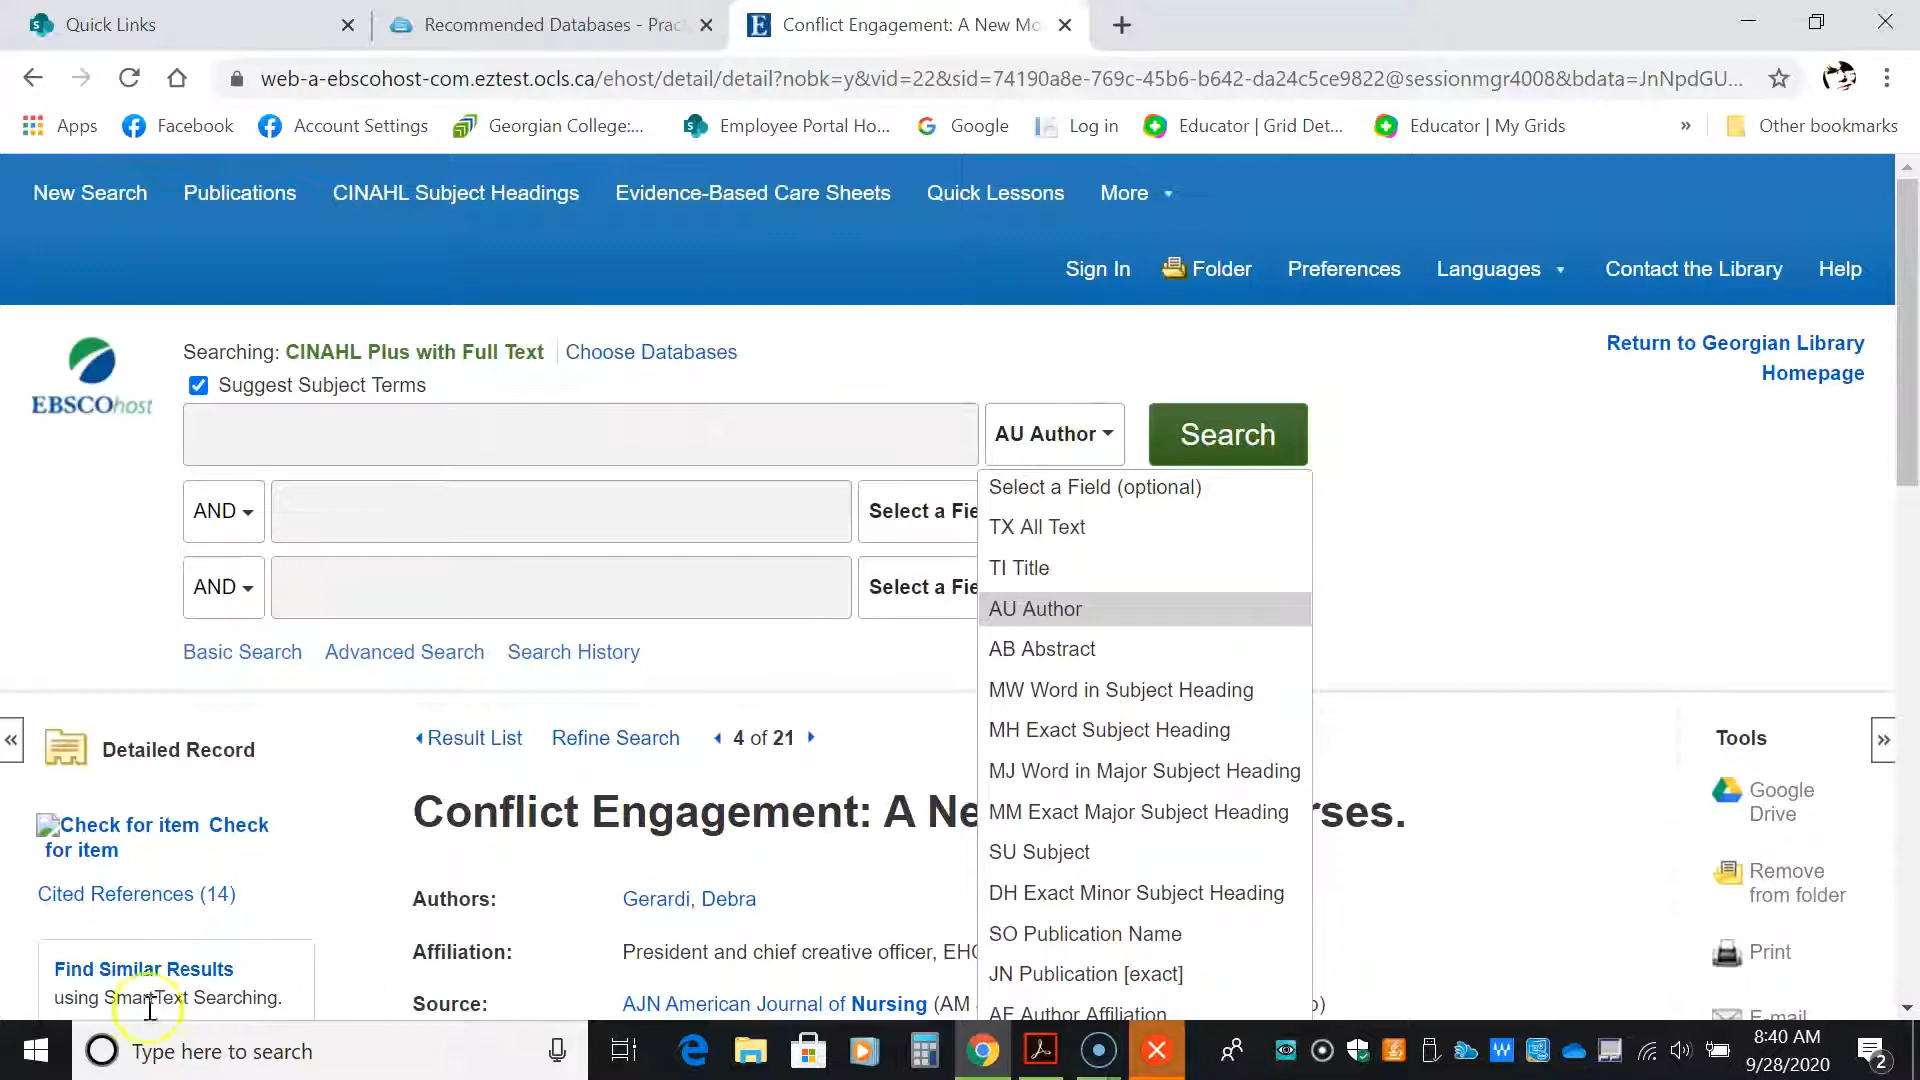 Quick Links
Recommended Databases - Prac
Conflict Engagement: A New Mo
web-a-ebscohost-com.eztest.ocls.ca/ehost/detail/detail?nobk=y&vid=22&sid=74190a8e-769c-45b6-b642-da24c5ce9822@sessionmgr4008&bdata=JnNpdGU...
Apps
Facebook
Account Settings
Georgian College:...
Employee Portal Ho...
Google
Log in
Educator | Grid Det...
Educator | My Grids
»
Other bookmarks
New Search
Publications
CINAHL Subject Headings
Evidence-Based Care Sheets
Quick Lessons
More
Sign In
Folder
Preferences
Languages
Contact the Library
Help
EBSCOhost
Searching: CINAHL Plus with Full Text
Choose Databases
Return to Georgian Library
Homepage
Suggest Subject Terms
AU Author
Search
AND
Select a Fie
AND
Select a Fie
Select a Field (optional)
TX All Text
TI Title
AU Author
AB Abstract
MW Word in Subject Heading
MH Exact Subject Heading
MJ Word in Major Subject Heading
MM Exact Major Subject Heading
SU Subject
DH Exact Minor Subject Heading
SO Publication Name
JN Publication [exact]
AF Author Affiliation
Basic Search
Advanced Search
Search History
«
Detailed Record
Check for item Check
for item
Cited References (14)
Find Similar Results
using SmartText Searching.
Result List
Refine Search
4 of 21
Conflict Engagement: A Ne
rses.
Authors:
Gerardi, Debra
Affiliation:
President and chief creative officer, EHC
Source:
AJN American Journal of Nursing (AM
Tools
»
Google
Drive
Remove
from folder
Print
E-mail
Type here to search
8:40 AM
9/28/2020
2